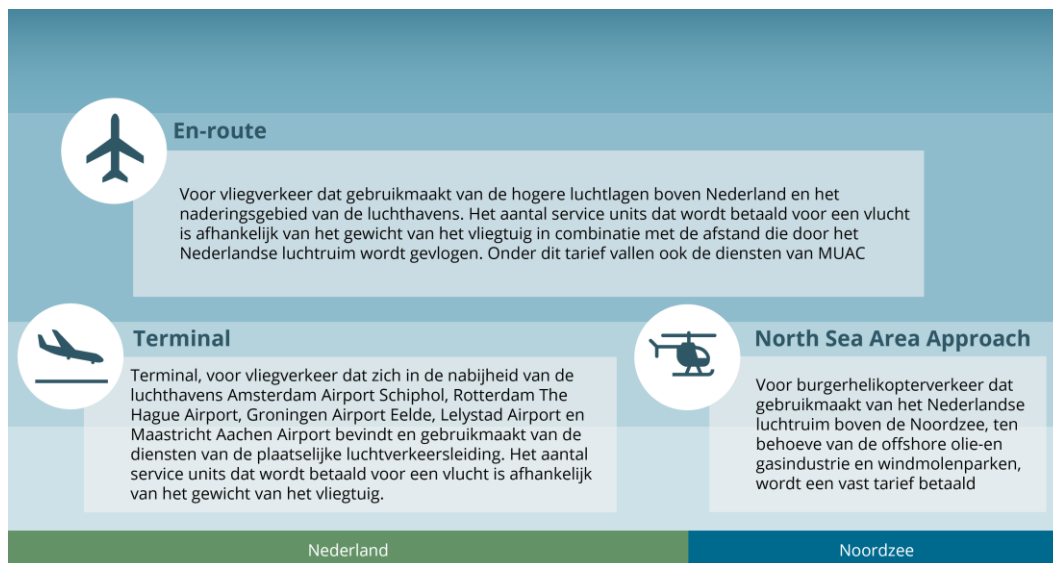 En-route
Voor vliegverkeer dat gebruikmaakt van de hogere luchtlagen boven Nederland en het
naderingsgebied van de luchthavens. Het aantal service units dat wordt betaald voor een vlucht
is afhankelijk van het gewicht van het vliegtuig in combinatie met de afstand die door het
Nederlandse luchtruim wordt gevlogen. Onder dit tarief vallen ook de diensten van MUAC
Terminal
Terminal, voor vliegverkeer dat zich in de nabijheid van de
luchthavens Amsterdam Airport Schiphol, Rotterdam The
Hague Airport, Groningen Airport Eelde, Lelystad Airport en
Maastricht Aachen Airport bevindt en gebruikmaakt van de
diensten van de plaatselijke luchtverkeersleiding. Het aantal
service units dat wordt betaald voor een vlucht is afhankelijk
van het gewicht van het vliegtuig.
North Sea Area Approach
Voor burgerhelikopterverkeer dat
gebruikmaakt van het Nederlandse
luchtruim boven de Noordzee, ten
behoeve van de offshore olie-en
gasindustrie en windmolenparken,
wordt een vast tarief betaald
Nederland
Noordzee